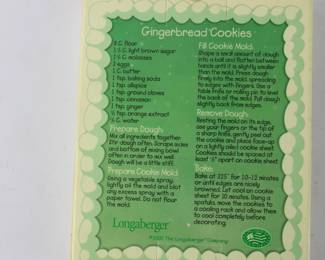 Gingerbread Cookies
6 C. flour
1 ½ C. light brown sugar
2 ½ C. molasses
2 eggs
1 C. butter
1 tsp. baking soda
1 tsp. allspice
1 tsp. ground cloves
1 tsp. cinnamon
1 tsp. ginger
½ tsp. orange extract
C. water
Prepare Dough
Mix all ingredients together.
Stir dough often. Scrape sides
and bottom of mixing bowl
often in order to mix well.
Dough will be a little stiff.
Prepare Cookie Mold
Using a vegetable spray,
lightly oil the mold and blot
any excess spray with a
paper towel. Do not flour
the mold.
Longaberger
Fill Cookie Mold
Shape a small amount of dough
into a ball and flatten between
hands until it is slightly smaller
than the mold. Press dough
firmly into the mold, spreading
to edges with fingers. Use a
table knife or rolling pin to level
the back of the mold. Pull dough
slightly back from edges.
Remove Dough
Resting the mold on its edge,
use your fingers or the tip of
a sharp knife, gently peel out
the cookie and place face-up
on a lightly oiled cookie sheet.
Cookies should be spaced at
least apart on cookie sheet.
Bake
Bake at 325° for 10-12 minutes
or until edges are nicely
browned. Let cool on cookie
sheet for 10 minutes. Using a
spatula, move the cookies to
a cooling rack and allow them
to cool completely before
decorating.
The Longaberger Company